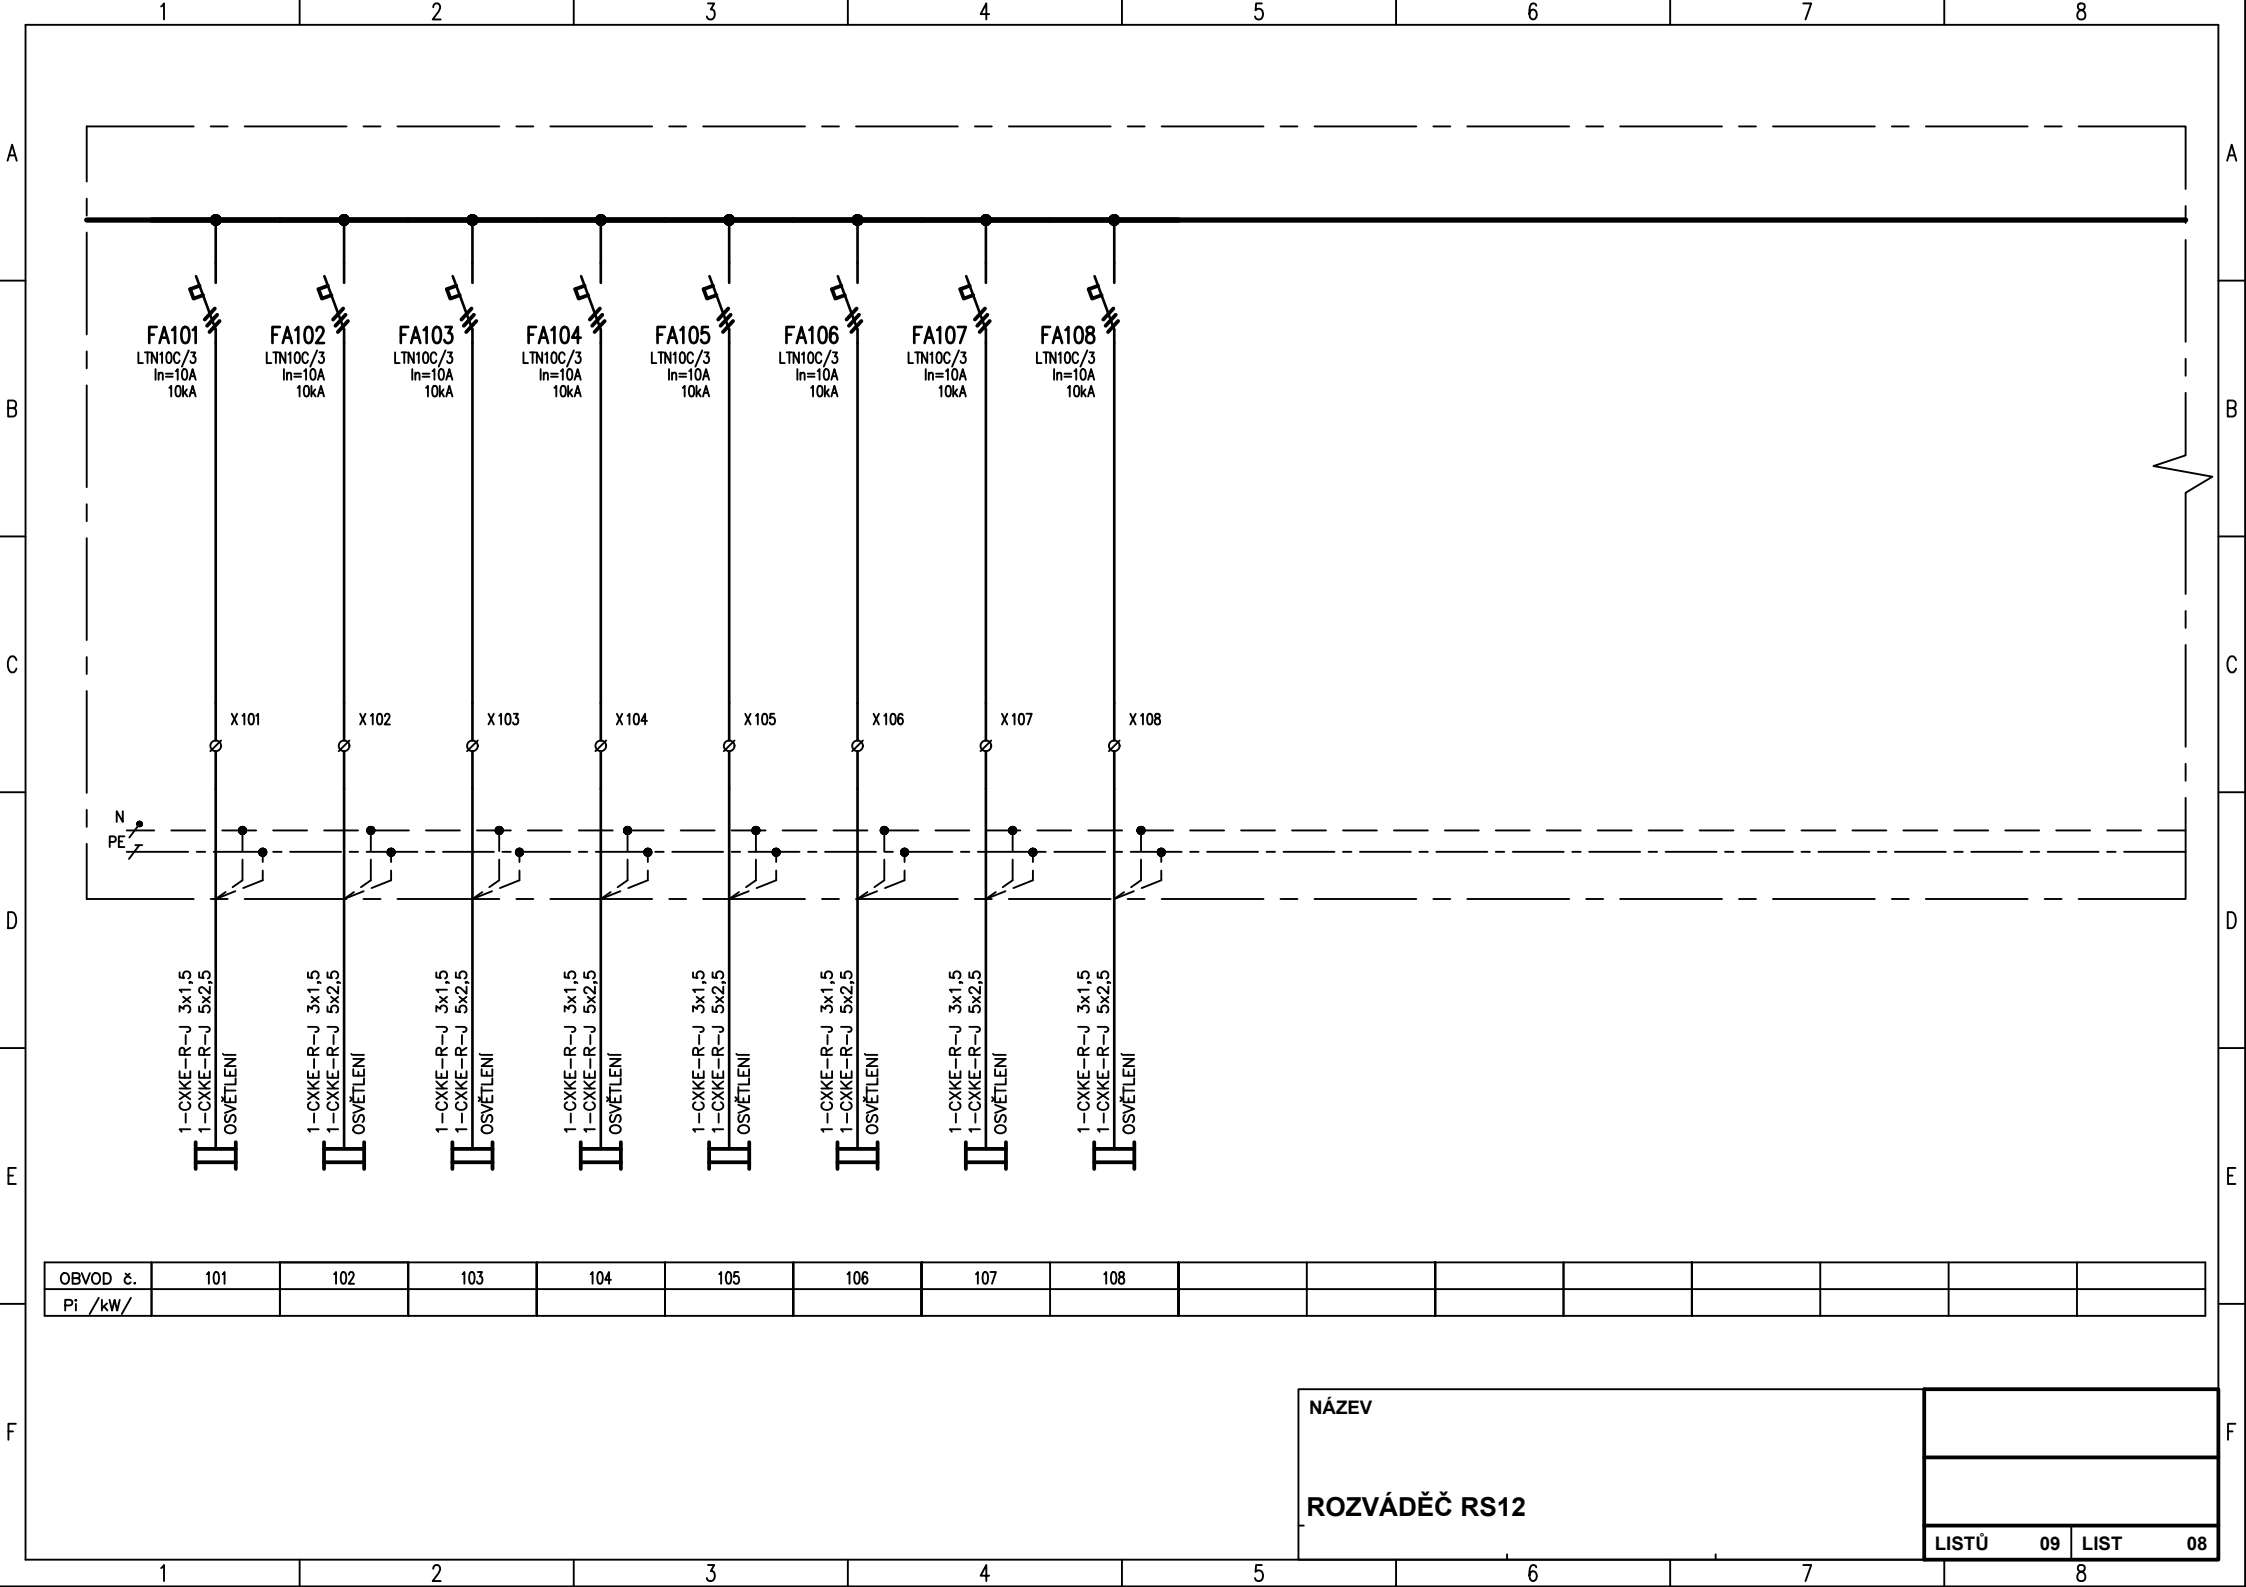 1 2 3 4 5 6 7 8
A A
FA101 FA102 FA103 FA104 FA105 FA106 FA107 FA108
LTN10C/3 LTN10C/3 LTN10C/3 LTN10C/3 LTN10C/3 LTN10C/3 LTN10C/3 LTN10C/3
In=10A In=10A In=10A In=10A In=10A In=10A In=10A In=10A
10kA 10kA 10kA 10kA 10kA 10kA 10kA 10kA
B B
C C
X101 X102 X103 X104 X105 X106 X107 X108
N
PE
D D
1-CXKE-R-J 3x1,5
1-CXKE-R-J 5x2,5
OSVĚTLENÍ
1-CXKE-R-J 3x1,5
1-CXKE-R-J 5x2,5
OSVĚTLENÍ
1-CXKE-R-J 3x1,5
1-CXKE-R-J 5x2,5
OSVĚTLENÍ
1-CXKE-R-J 3x1,5
1-CXKE-R-J 5x2,5
OSVĚTLENÍ
1-CXKE-R-J 3x1,5
1-CXKE-R-J 5x2,5
OSVĚTLENÍ
1-CXKE-R-J 3x1,5
1-CXKE-R-J 5x2,5
OSVĚTLENÍ
1-CXKE-R-J 3x1,5
1-CXKE-R-J 5x2,5
OSVĚTLENÍ
1-CXKE-R-J 3x1,5
1-CXKE-R-J 5x2,5
OSVĚTLENÍ
E E
OBVOD č. 101 102 103 104 105 106 107 108
Pi /kW/
NÁZEV
F F
ROZVÁDĚČ RS12
LISTŮ 09 LIST 08
1 2 3 4 5 6 7 8